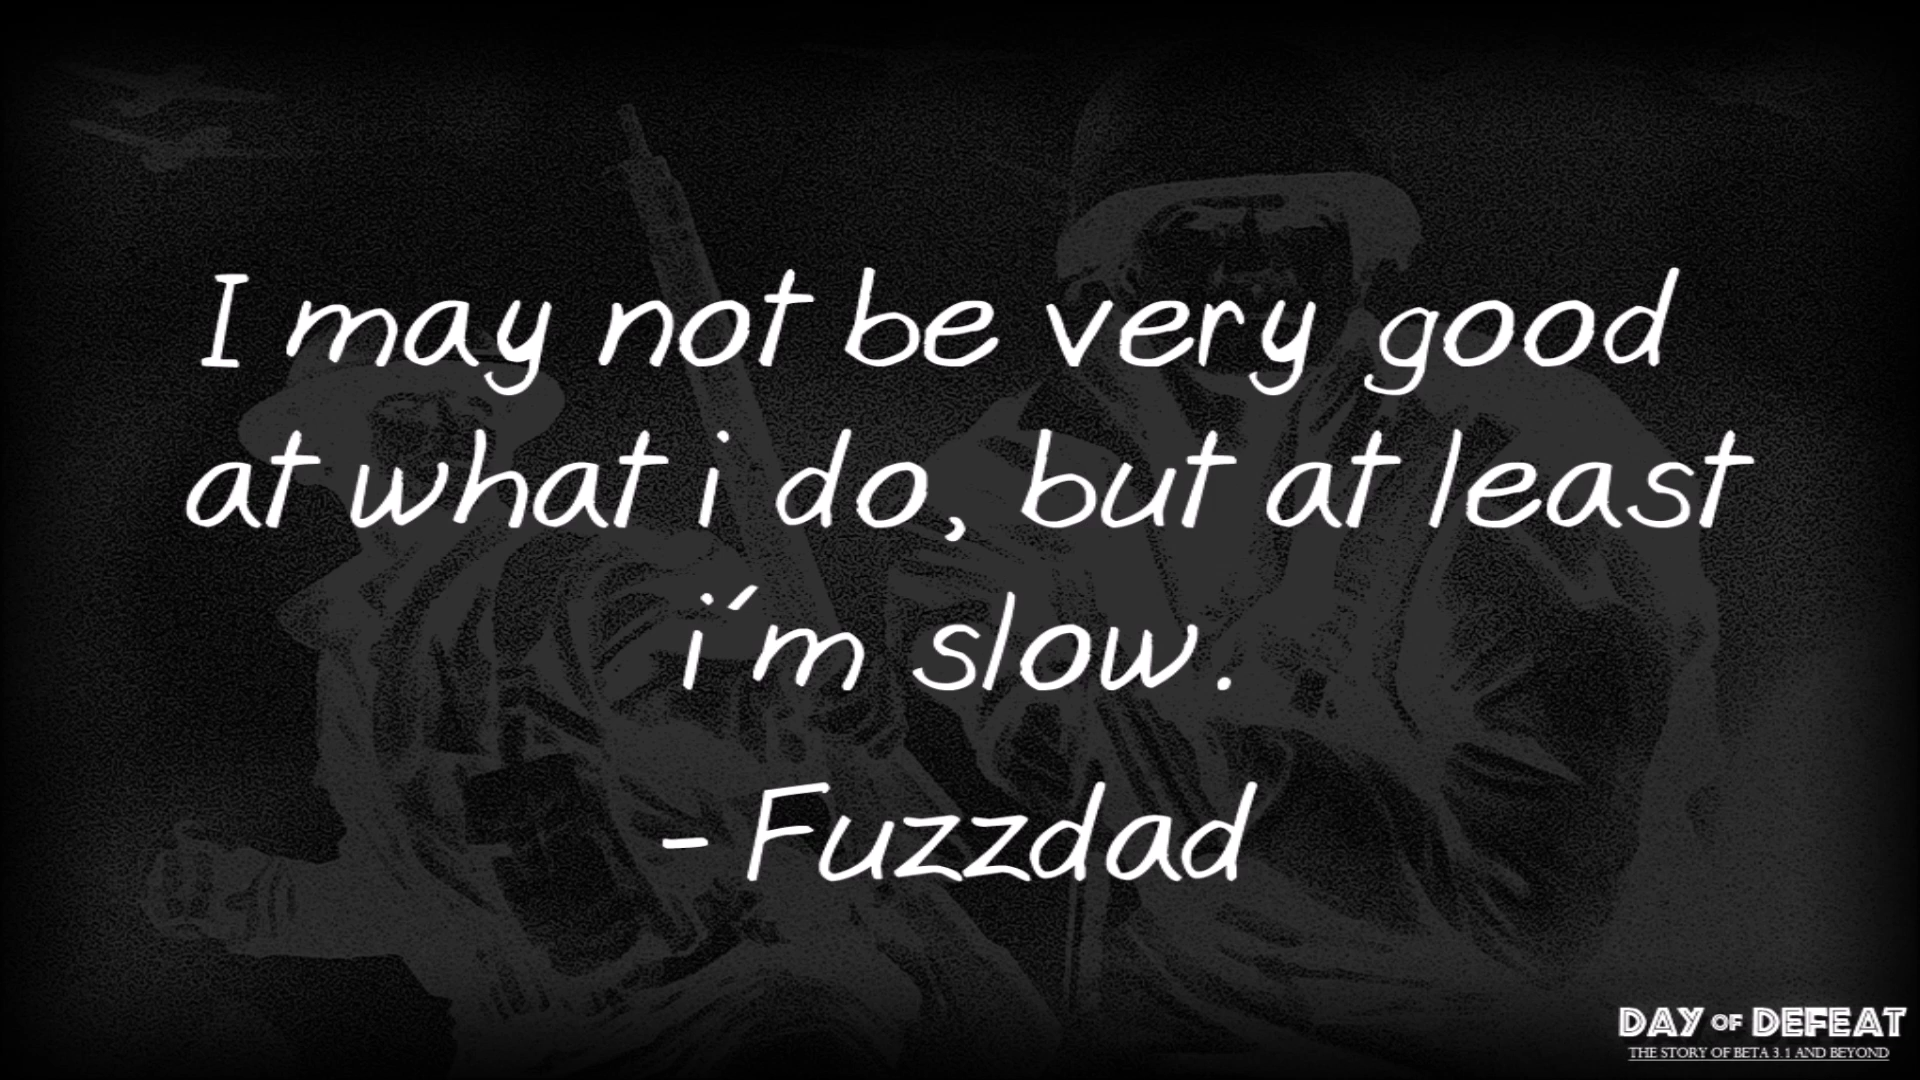 I may not be very good
at what i do, but at least
i´m slow.
- Fuzzdad
DAY OF DEFEAT
THE STORY OF BETA 3.1 AND BEYOND